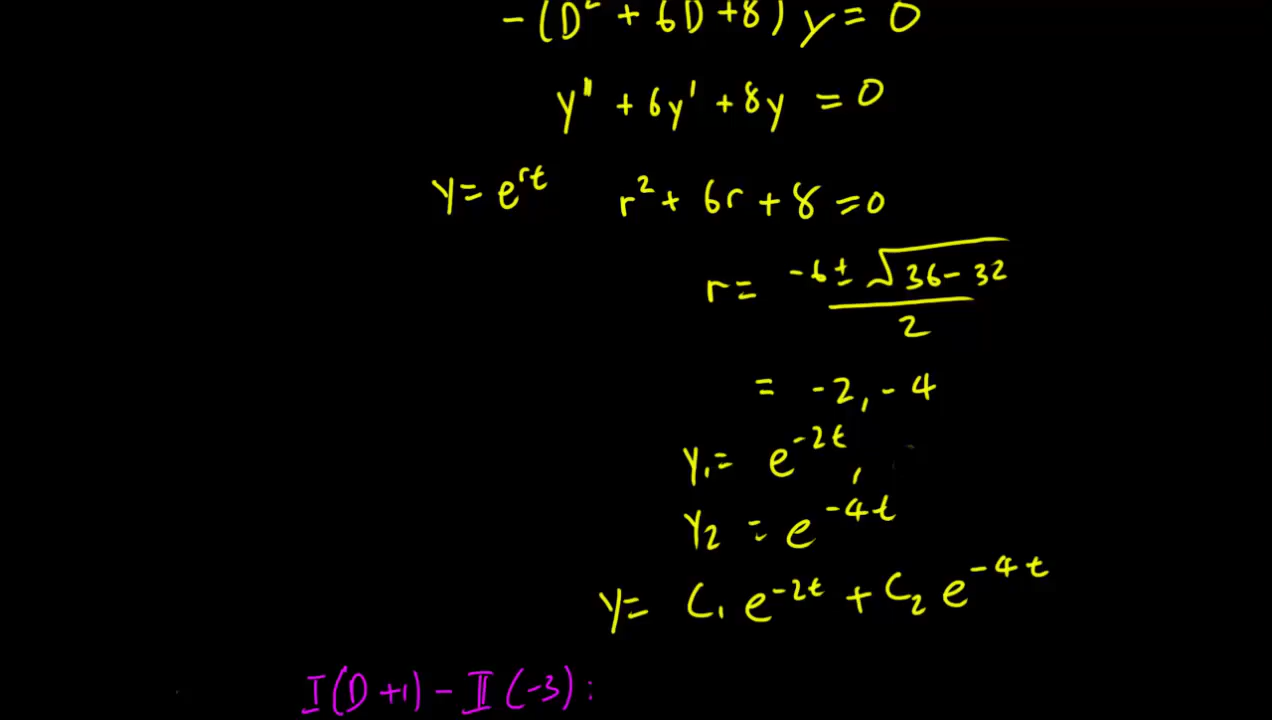 -(D² + 6D + 8) y = 0
y" + 6y' + 8y = 0
y = e^{rt}   r² + 6r + 8 = 0
r = (-6 ± √(36 - 32)) / 2
= -2, -4
y₁ = e^{-2t},
y₂ = e^{-4t}
y = C₁ e^{-2t} + C₂ e^{-4t}
I(D+1) - II(-3):